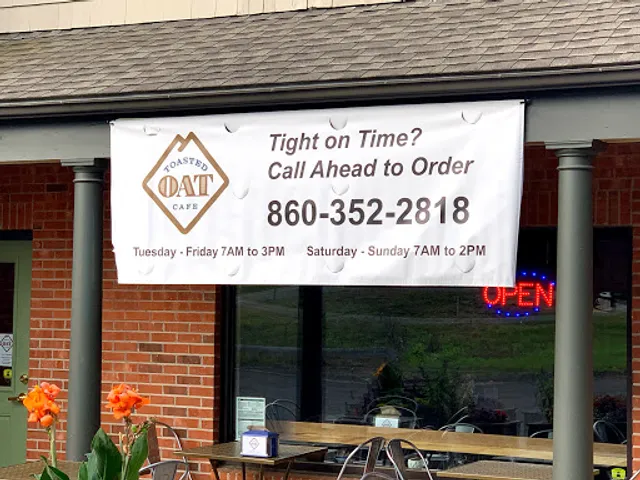 TOASTED
OAT
CAFE
Tight on Time?
Call Ahead to Order
860-352-2818
Tuesday - Friday 7AM to 3PM Saturday - Sunday 7AM to 2PM
OPEN